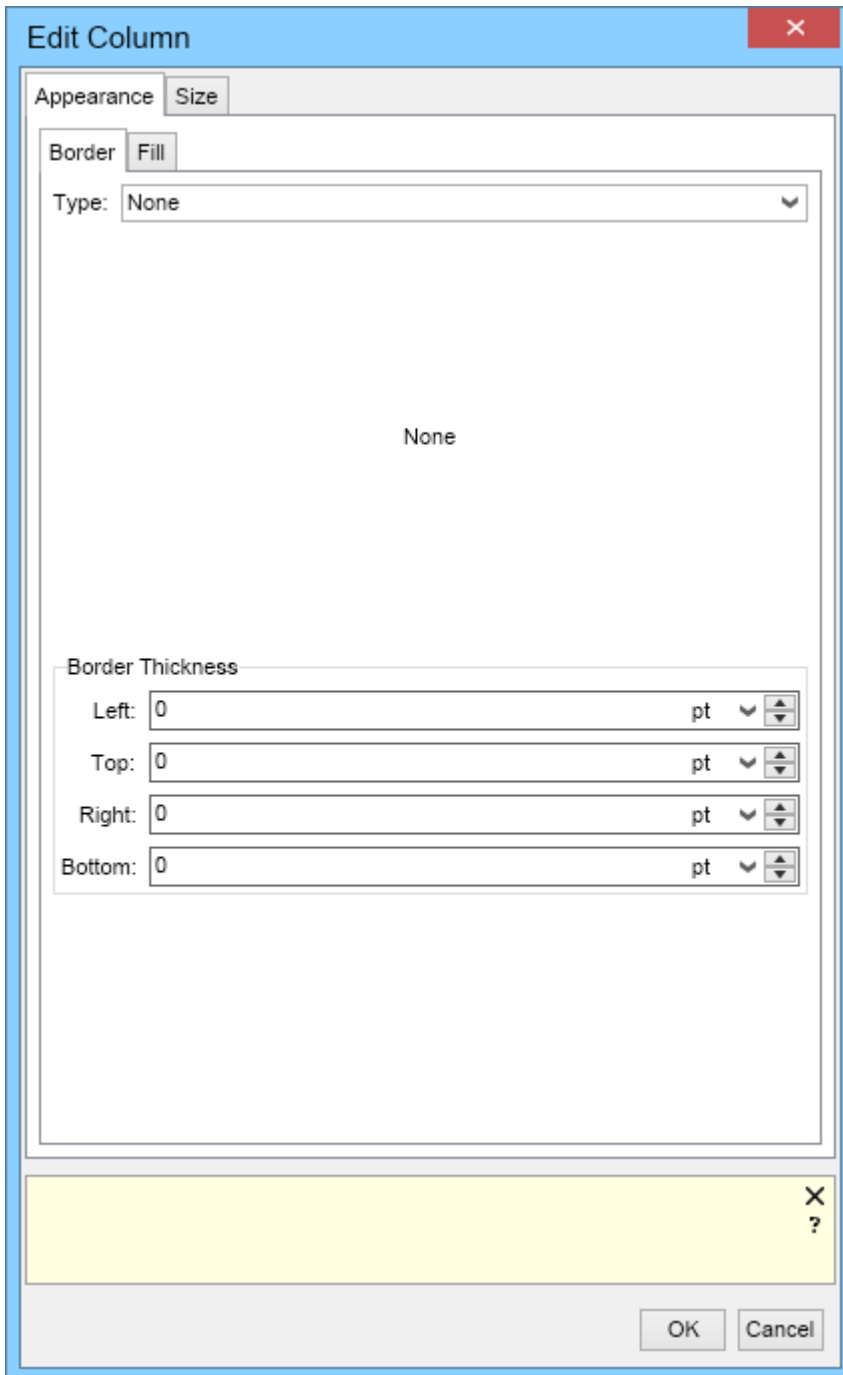 Edit Column
Appearance Size
Border Fill
Type: None
None
Border Thickness
Left: 0 pt
Top: 0 pt
Right: 0 pt
Bottom: 0 pt
?
OK Cancel